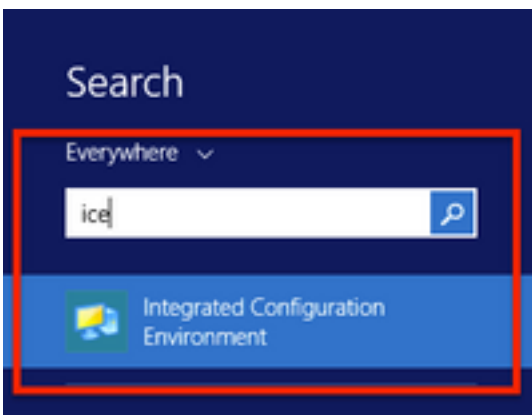 Search
Everywhere
ice
Integrated Configuration
Environment